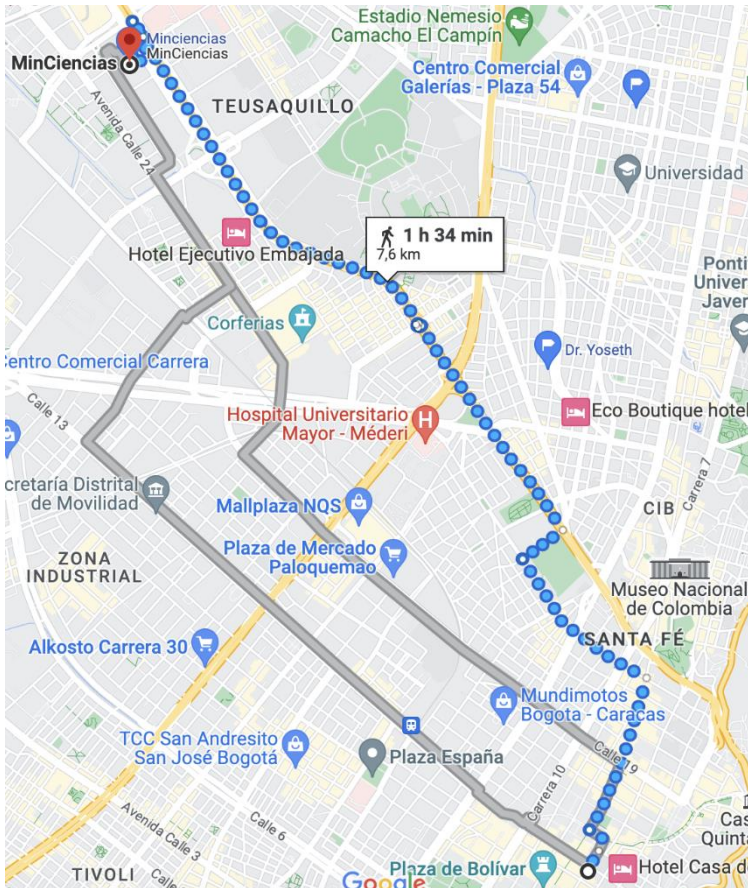 Estadio Nemesio
Camacho El Campín
Minciencias
MinCiencias
MinCiencias
Centro Comercial
Galerías - Plaza 54
Avenida Calle 24
TEUSAQUILLO
Universidad
1 h 34 min
7,6 km
Hotel Ejecutivo Embajada
Ponti
Univer
Javer
Corferias
Dr. Yoseth
entro Comercial Carrera
Calle 13
Hospital Universitario
Mayor - Méderi
Eco Boutique hotel
Carrera 7
cretaría Distrital
de Movilidad
Mallplaza NQS
CIB
Plaza de Mercado
Paloquemao
ZONA
INDUSTRIAL
Museo Nacional
de Colombia
SANTA FÉ
Alkosto Carrera 30
Mundimotos
Bogota - Caracas
TCC San Andresito
San José Bogotá
Plaza España
Calle 19
Carrera 10
Avenida Calle 3
Calle 6
Cas
Quinta
TIVOLI
Plaza de Bolívar
Hotel Casa d
Google